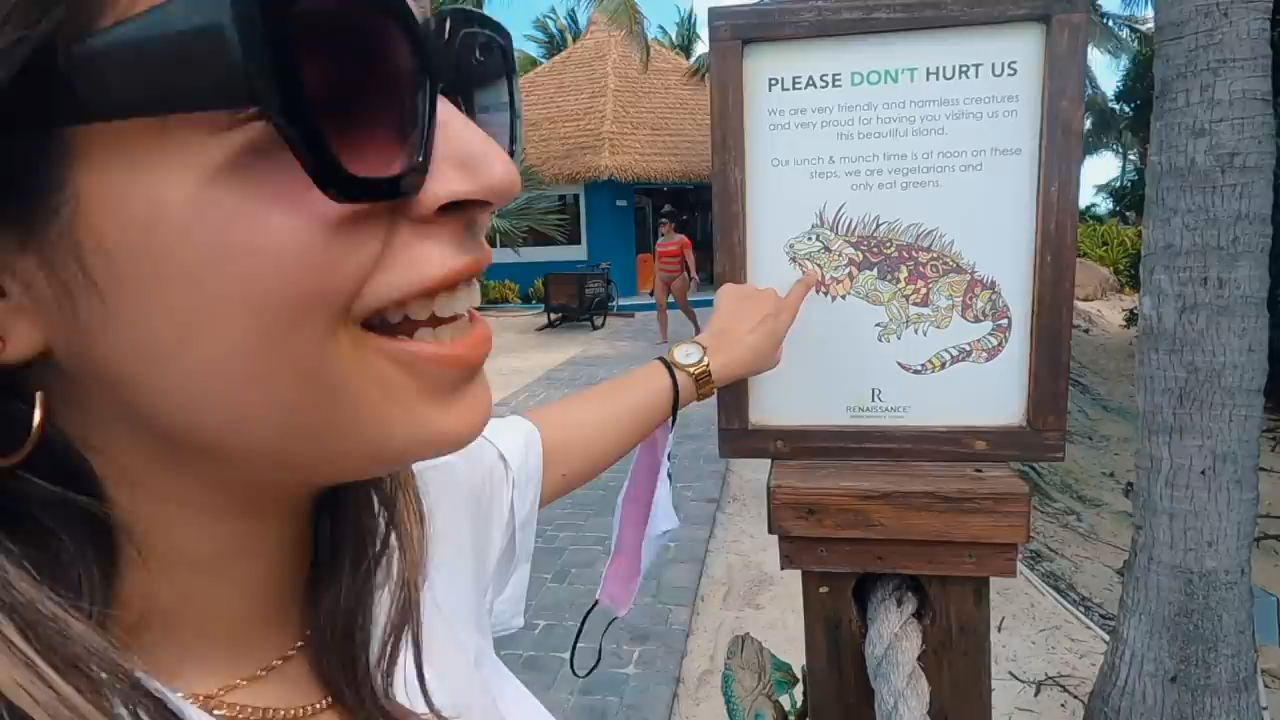 PLEASE DON'T HURT US
We are very friendly and harmless creatures
and very proud for having you visiting us on
this beautiful island.
Our lunch & munch time is at noon on these
steps, we are vegetarians and
only eat greens.
R
RENAISSANCE